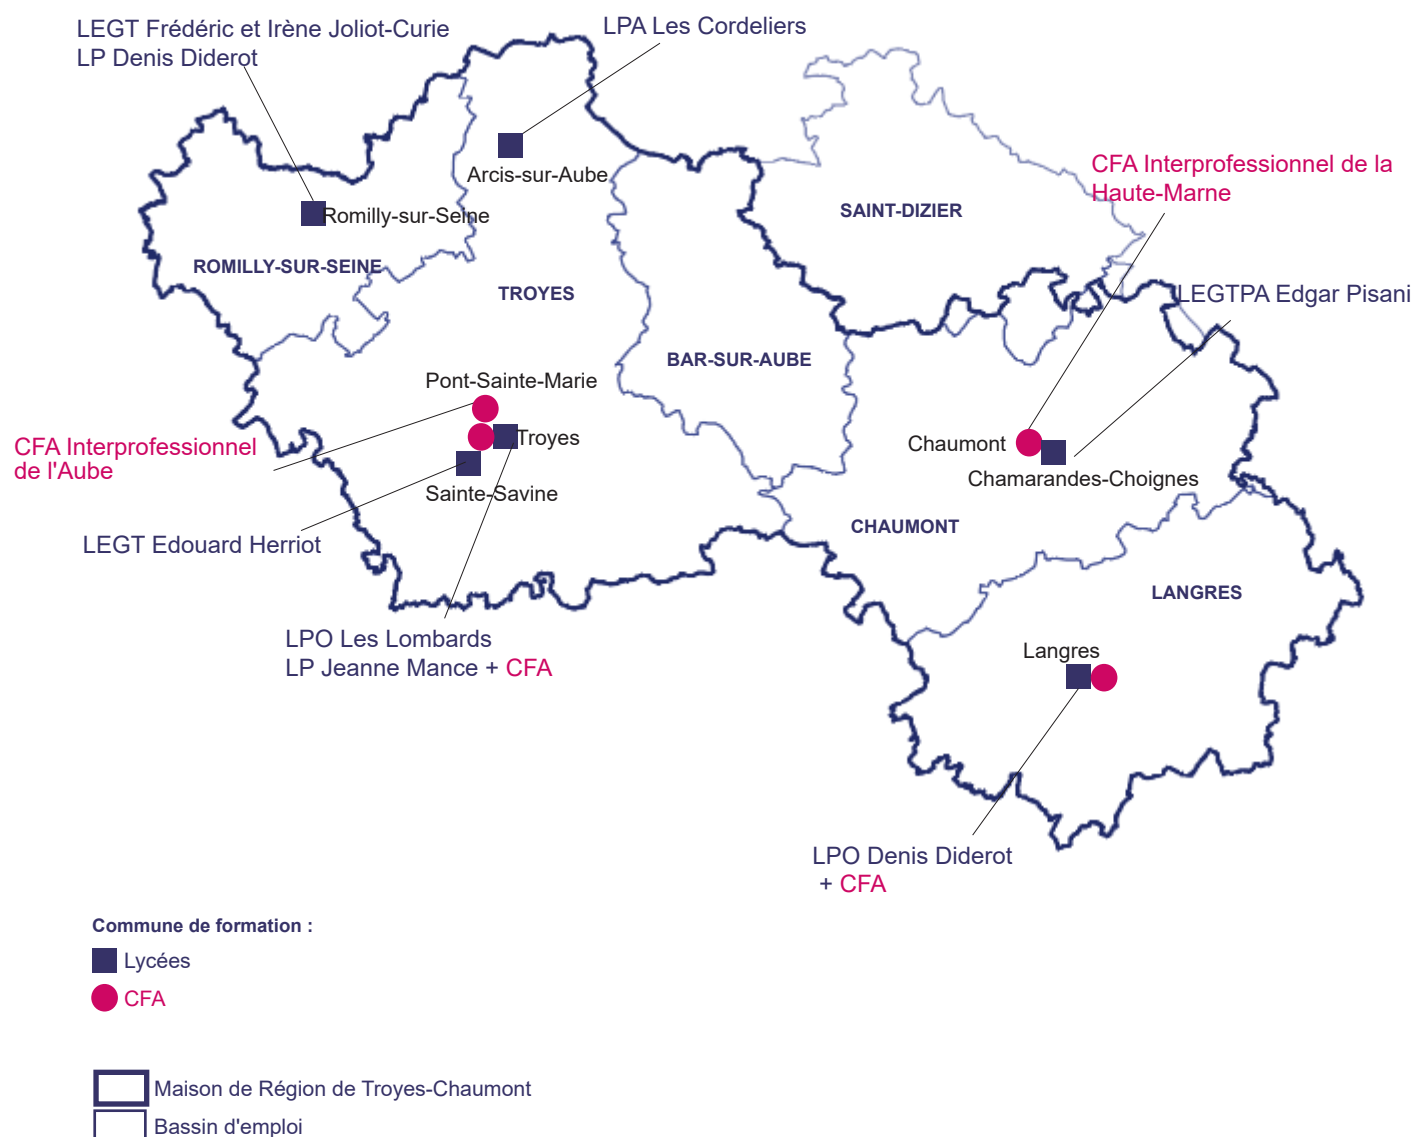 LEGT Frédéric et Irène Joliot-Curie
LP Denis Diderot
LPA Les Cordeliers
CFA Interprofessionnel de la
Haute-Marne
Arcis-sur-Aube
Romilly-sur-Seine
SAINT-DIZIER
ROMILLY-SUR-SEINE
TROYES
LEGTPA Edgar Pisani
BAR-SUR-AUBE
Pont-Sainte-Marie
CFA Interprofessionnel
de l'Aube
Troyes
Chaumont
Chamarandes-Choignes
Sainte-Savine
CHAUMONT
LEGT Edouard Herriot
LANGRES
LPO Les Lombards
LP Jeanne Mance + CFA
Langres
LPO Denis Diderot
+ CFA
Commune de formation :
Lycées
CFA
Maison de Région de Troyes-Chaumont
Bassin d'emploi